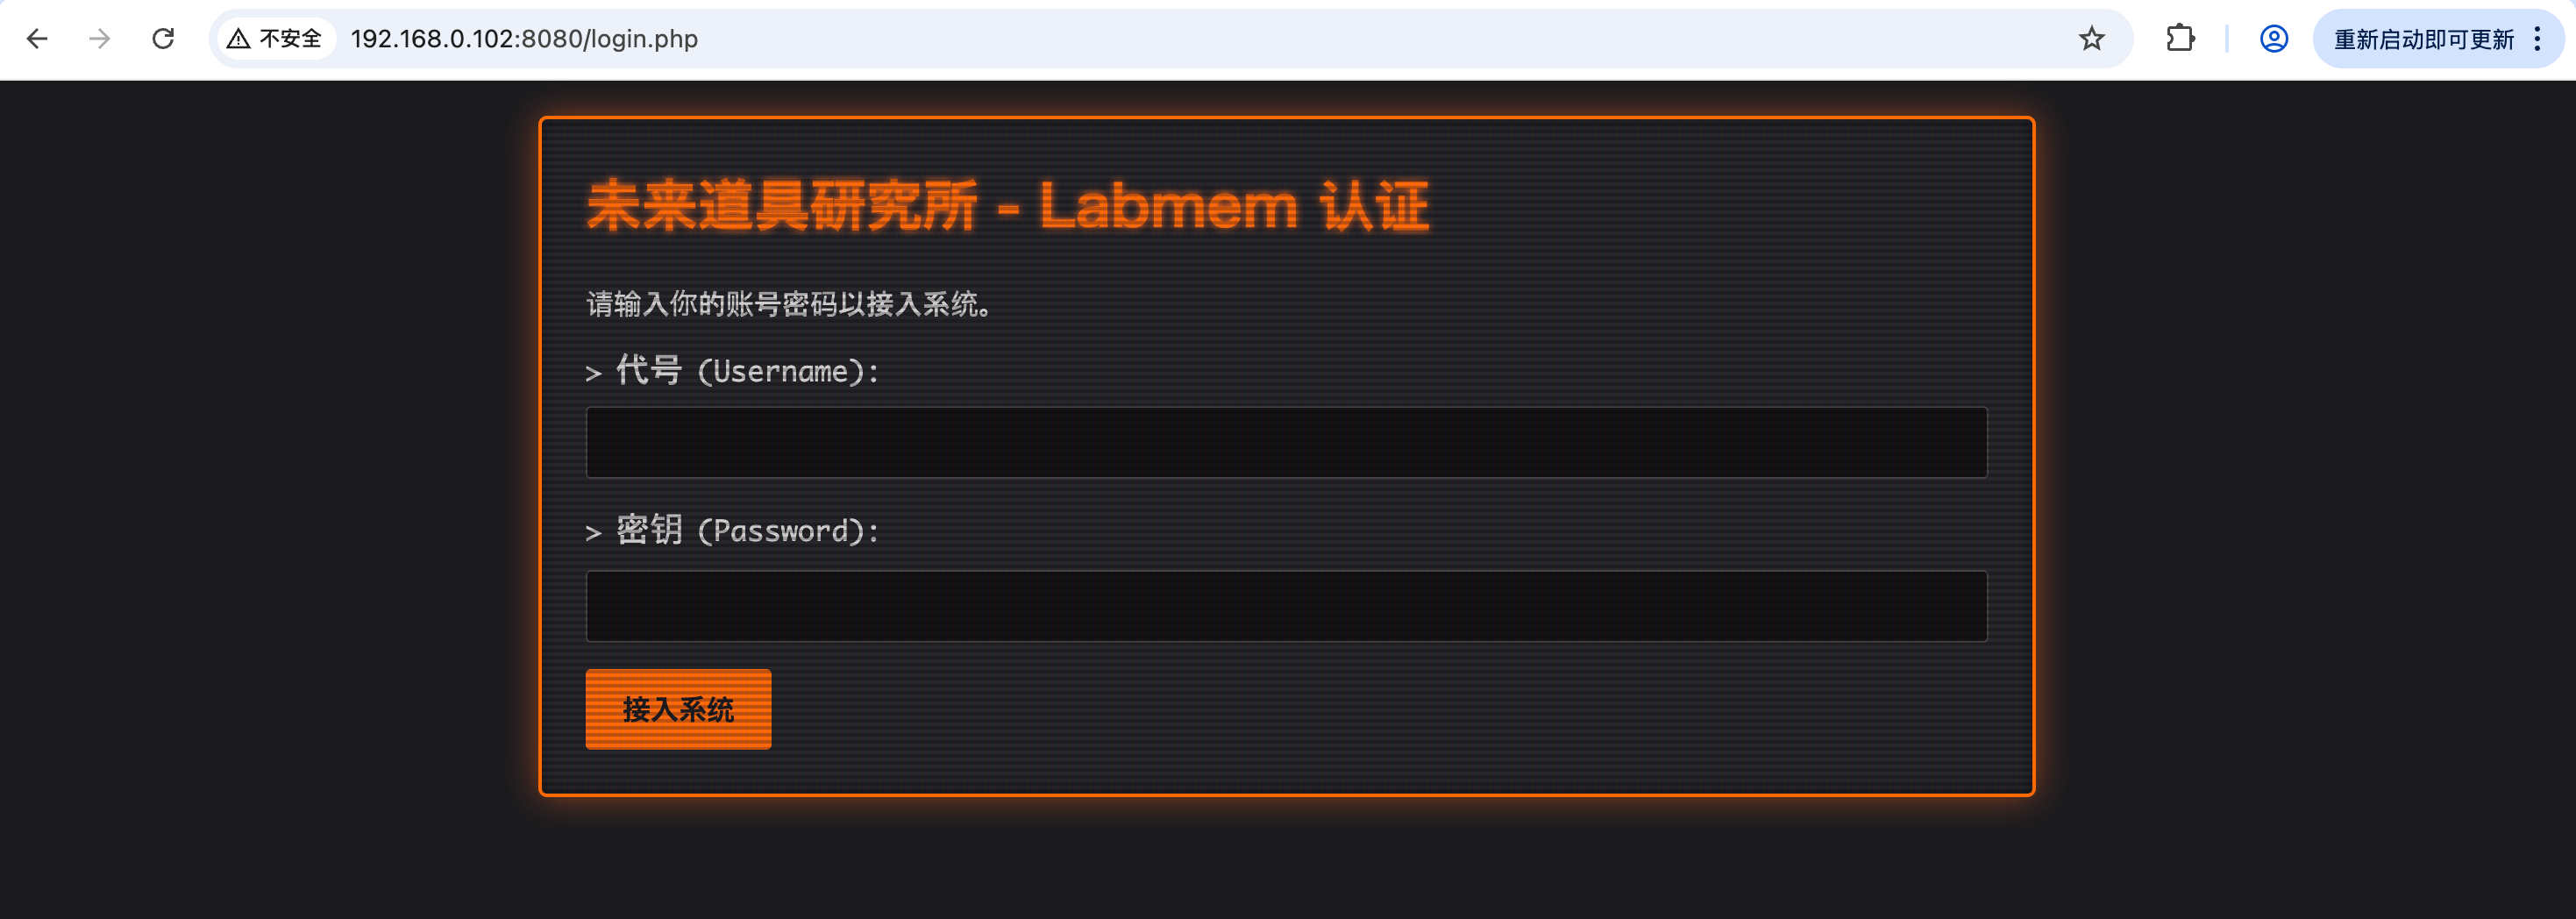 不安全 192.168.0.102:8080/login.php 重新启动即可更新
未来道具研究所 - Labmem 认证
请输入你的账号密码以接入系统。
> 代号 (Username):
> 密钥 (Password):
接入系统